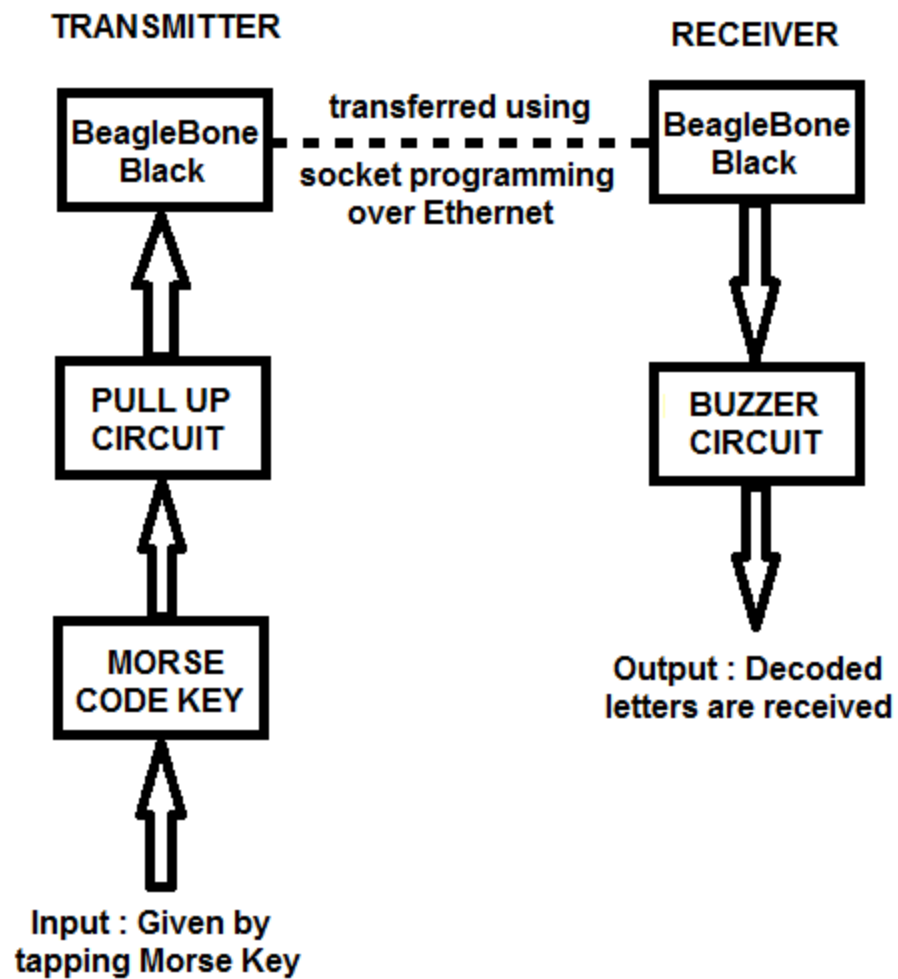 TRANSMITTER
RECEIVER
BeagleBone
Black
transferred using
socket programming
over Ethernet
BeagleBone
Black
PULL UP
CIRCUIT
BUZZER
CIRCUIT
MORSE
CODE KEY
Output : Decoded
letters are received
Input : Given by
tapping Morse Key